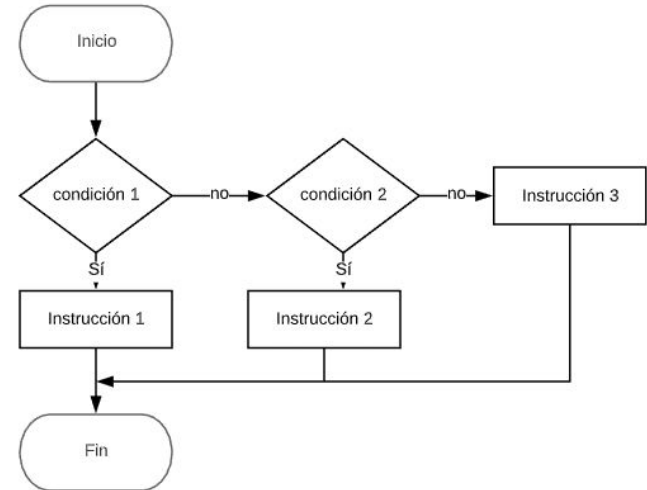 Inicio
condición 1
no
condición 2
no
Instrucción 3
Sí
Sí
Instrucción 1
Instrucción 2
Fin